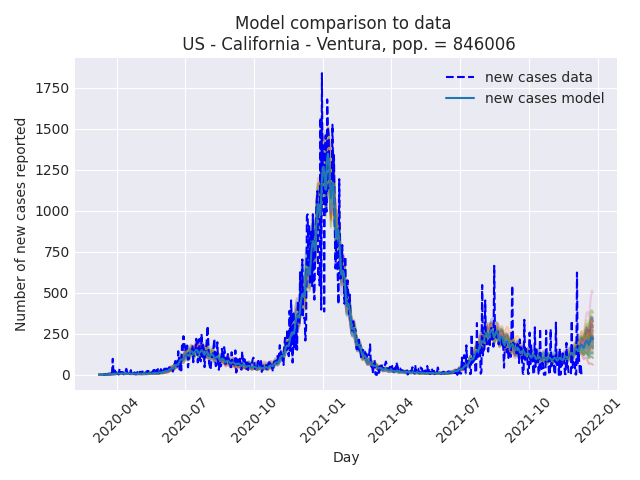 Model comparison to data
US - California - Ventura, pop. = 846006
new cases data
new cases model
Number of new cases reported
1750
1500
1250
1000
750
500
250
0
2020-04
2020-07
2020-10
2021-01
2021-04
2021-07
2021-10
2022-01
Day